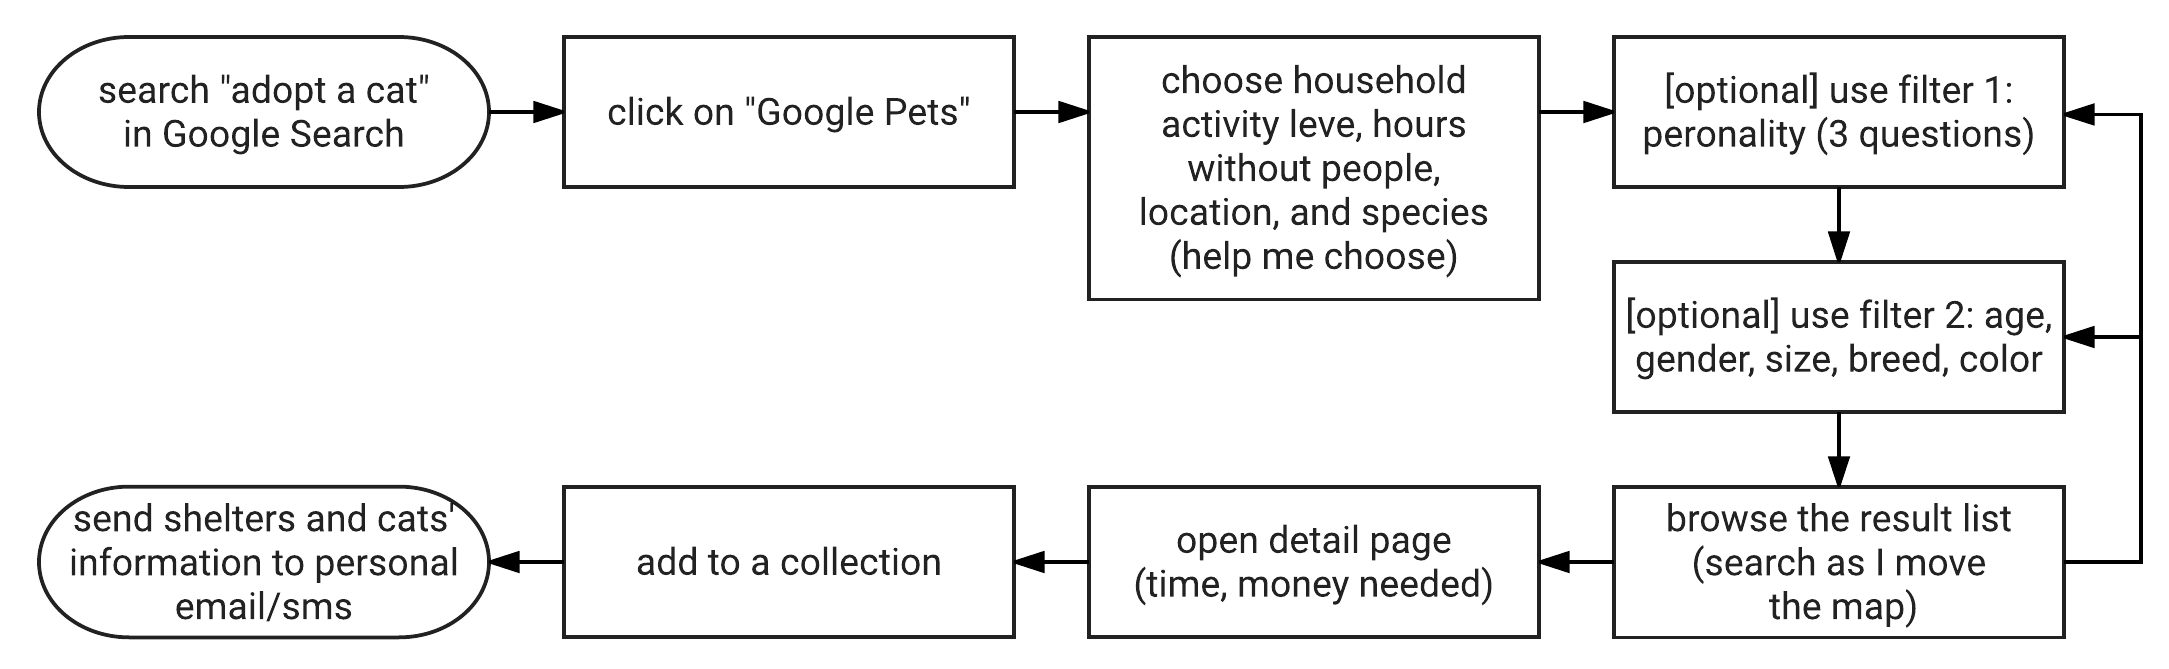 search "adopt a cat"
in Google Search
click on "Google Pets"
choose household
activity leve, hours
without people,
location, and species
(help me choose)
[optional] use filter 1:
peronality (3 questions)
[optional] use filter 2: age,
gender, size, breed, color
browse the result list
(search as I move
the map)
open detail page
(time, money needed)
add to a collection
send shelters and cats'
information to personal
email/sms